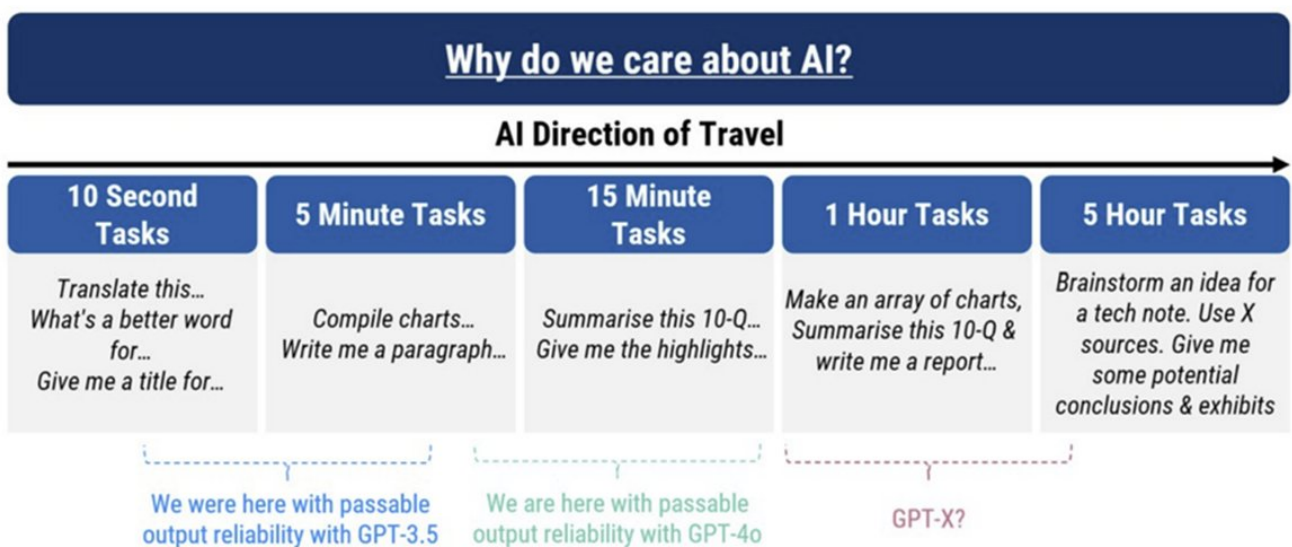 Why do we care about AI?
AI Direction of Travel
10 Second
Tasks
5 Minute Tasks
15 Minute
Tasks
1 Hour Tasks
5 Hour Tasks
Translate this…
What's a better word
for…
Give me a title for…
Compile charts…
Write me a paragraph…
Summarise this 10-Q…
Give me the highlights…
Make an array of charts,
Summarise this 10-Q &
write me a report…
Brainstorm an idea for
a tech note. Use X
sources. Give me
some potential
conclusions & exhibits
We were here with passable
output reliability with GPT-3.5
We are here with passable
output reliability with GPT-4o
GPT-X?